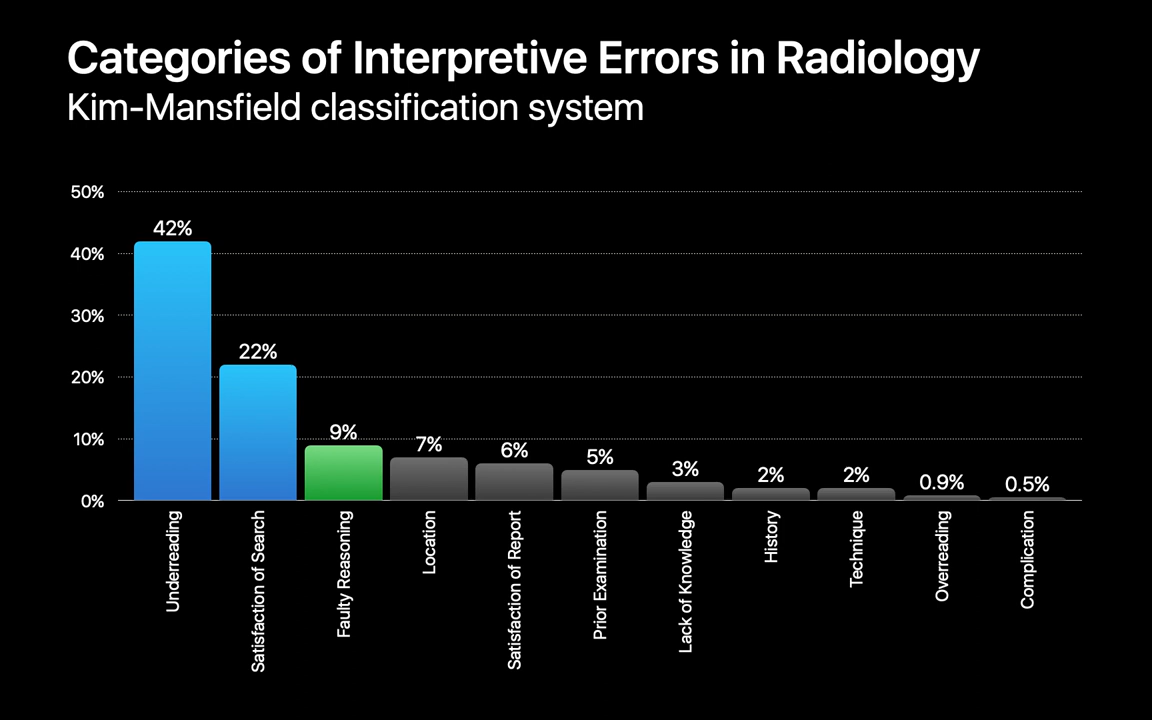 Categories of Interpretive Errors in Radiology
Kim-Mansfield classification system
50%
40%
30%
20%
10%
0%
42%
22%
9%
7%
6%
5%
3%
2%
2%
0.9%
0.5%
Underreading
Satisfaction of Search
Faulty Reasoning
Location
Satisfaction of Report
Prior Examination
Lack of Knowledge
History
Technique
Overreading
Complication